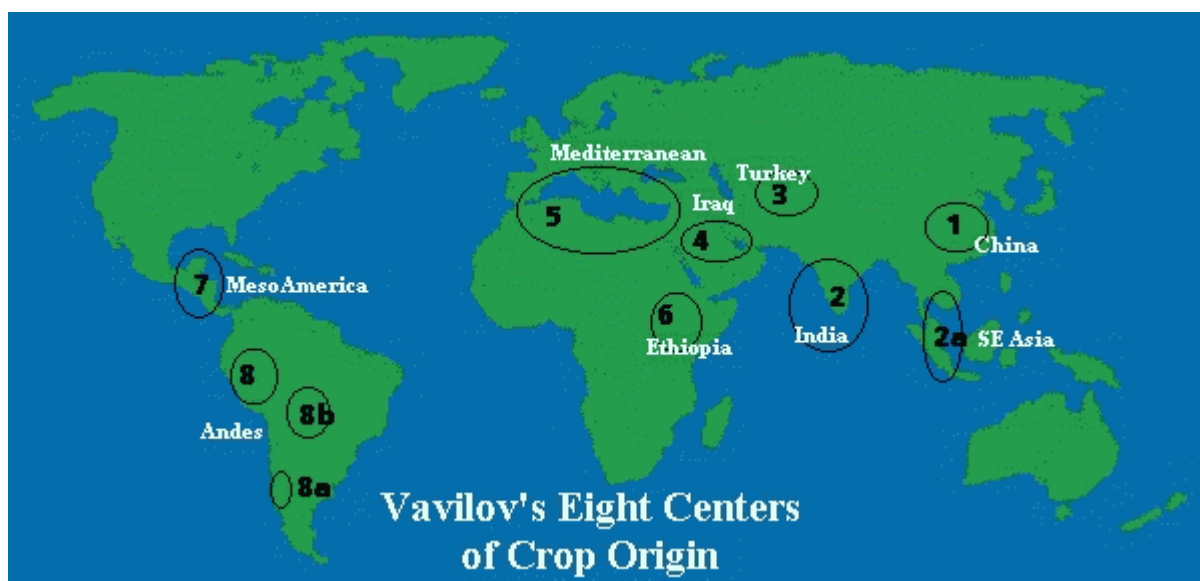 Mediterranean
Turkey
3
Iraq
5
4
1
China
7
MesoAmerica
2
6
India
Ethiopia
2a
SE Asia
8
8b
Andes
8a
Vavilov's Eight Centers
of Crop Origin